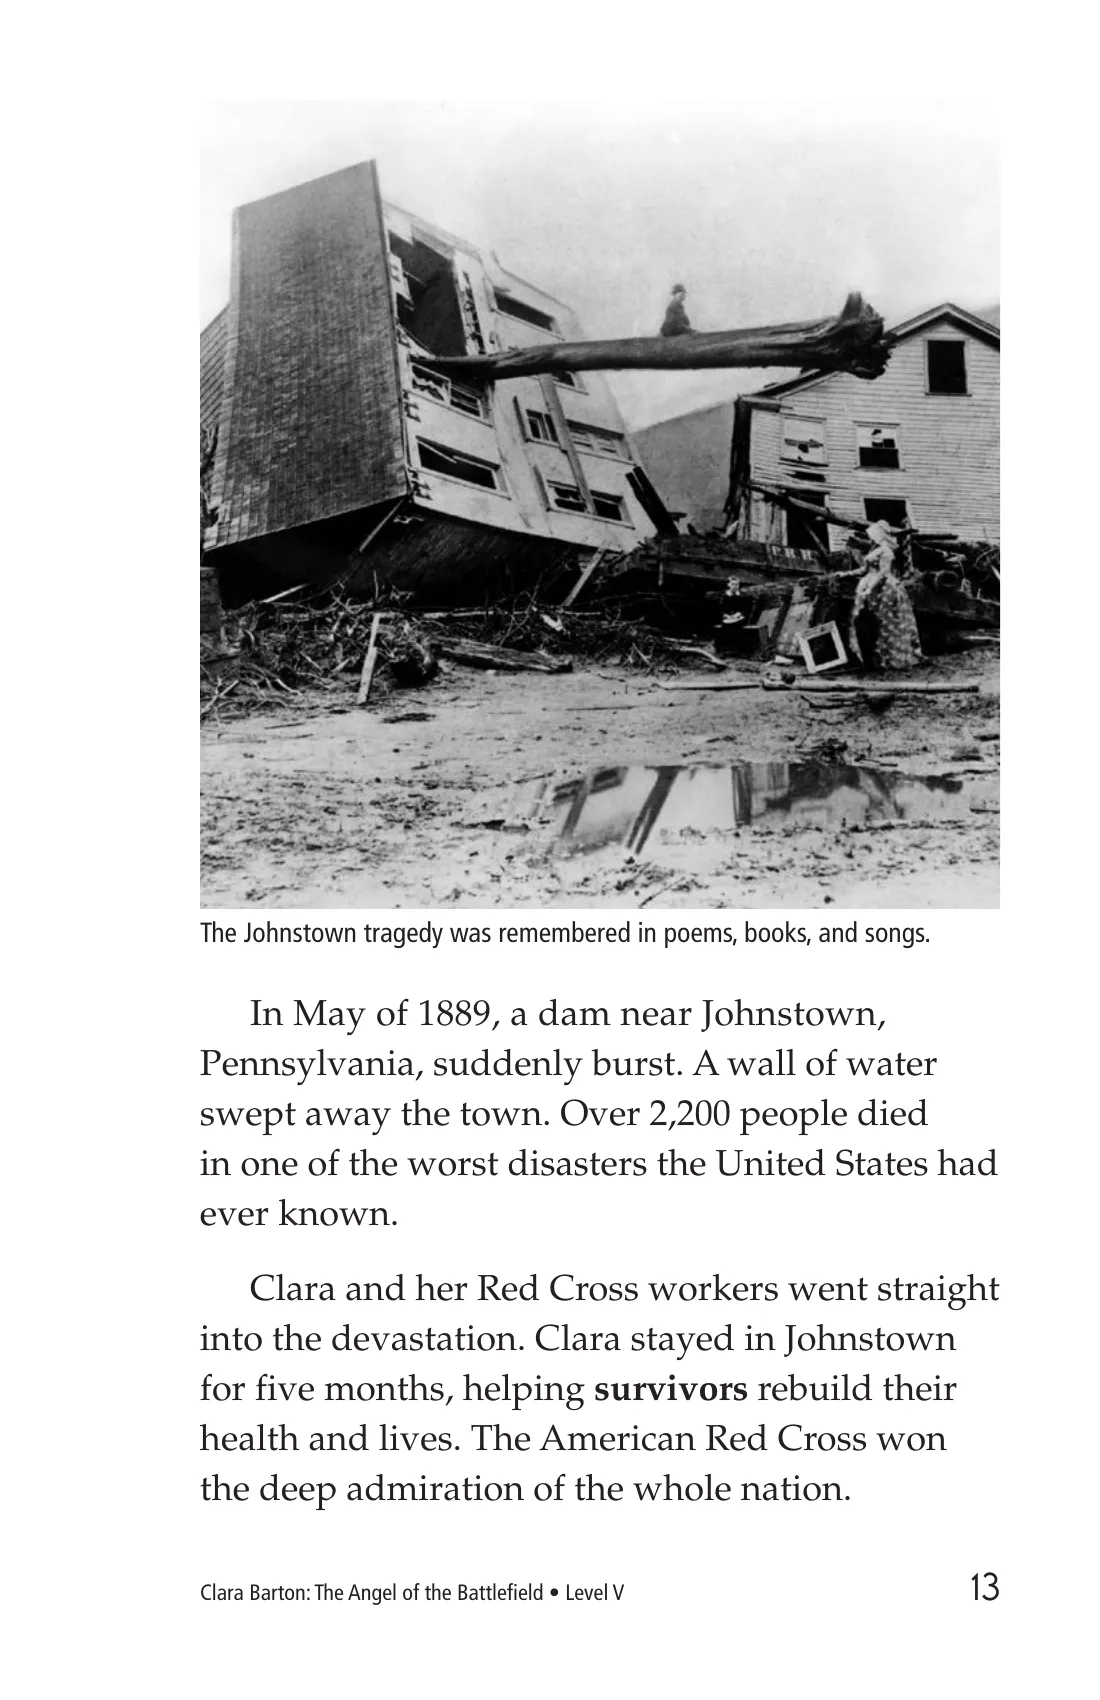 PRR
The Johnstown tragedy was remembered in poems, books, and songs.
In May of 1889, a dam near Johnstown,
Pennsylvania, suddenly burst. A wall of water
swept away the town. Over 2,200 people died
in one of the worst disasters the United States had
ever known.
Clara and her Red Cross workers went straight
into the devastation. Clara stayed in Johnstown
for five months, helping survivors rebuild their
health and lives. The American Red Cross won
the deep admiration of the whole nation.
Clara Barton: The Angel of the Battlefield • Level V
13